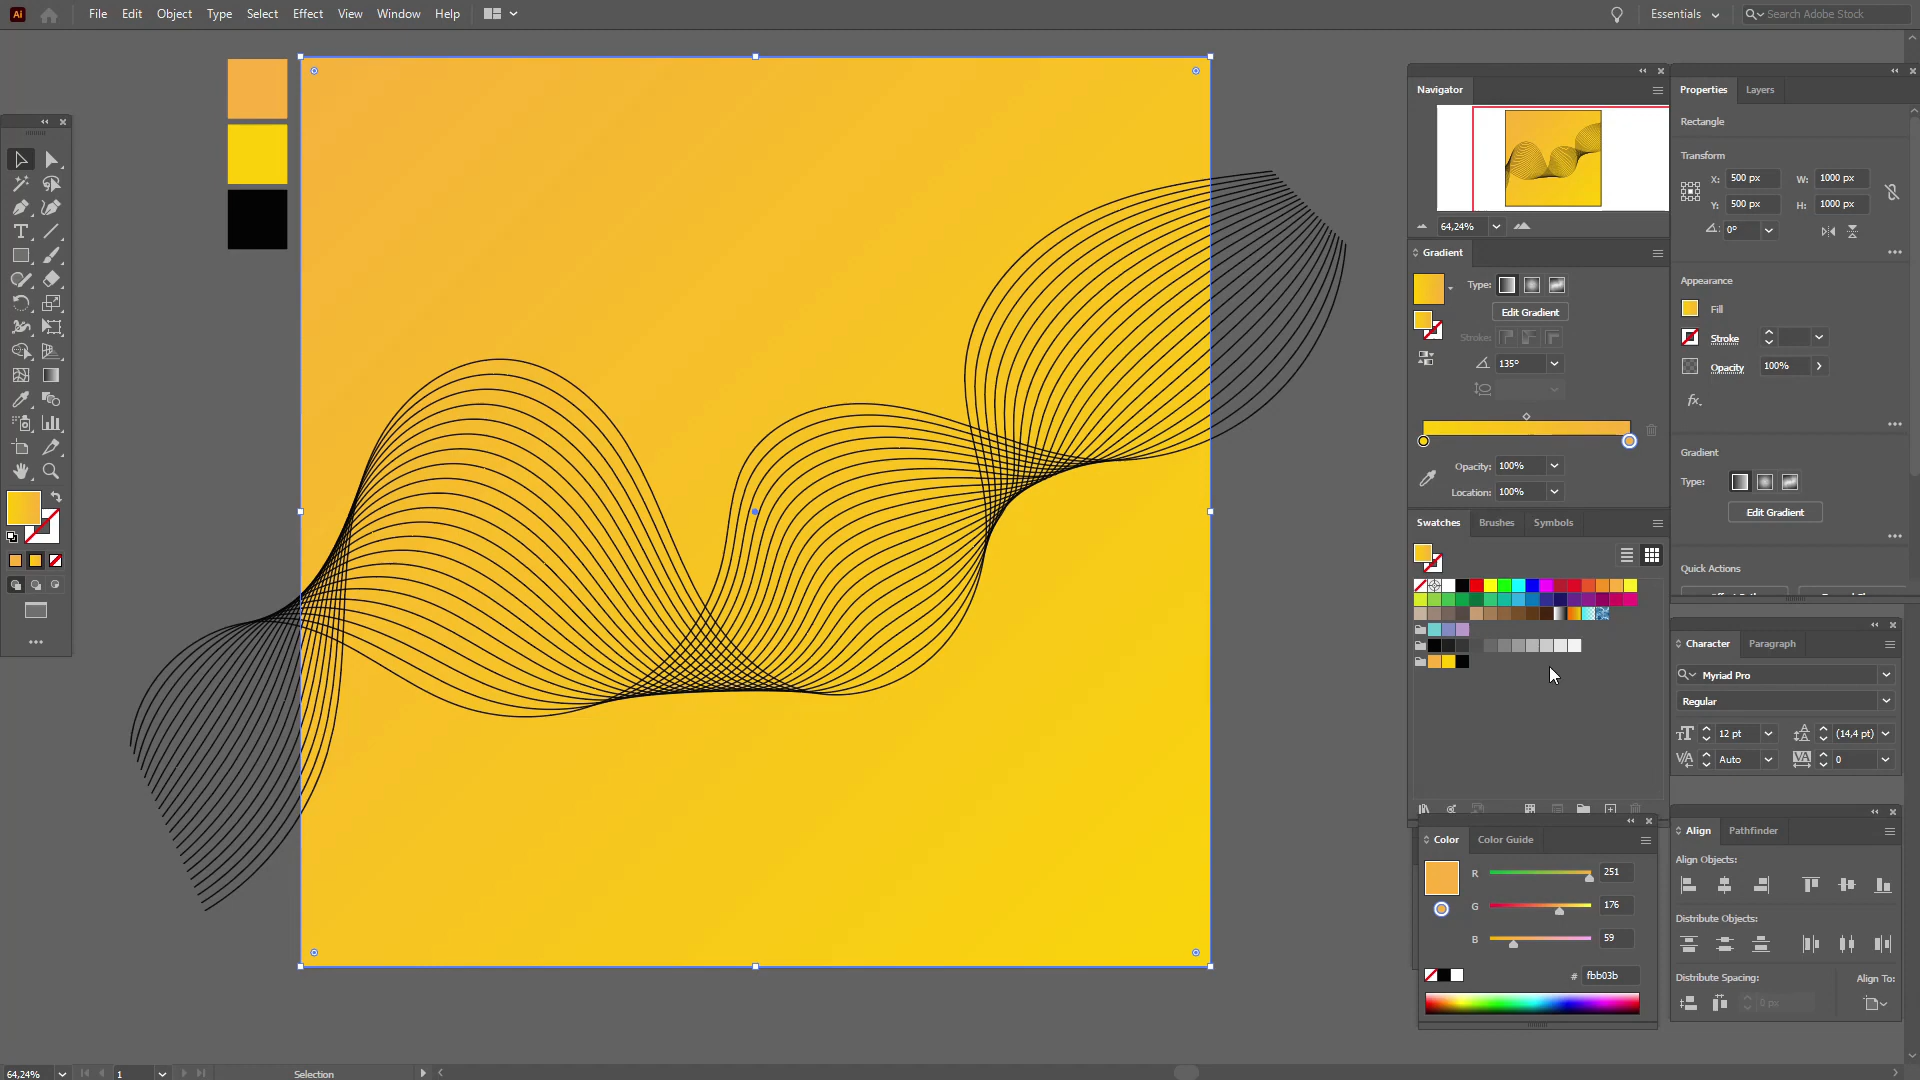 Ai File Edit Object Type Select Effect View Window Help
Essentials
Search Adobe Stock
Navigator
64,24%
Gradient
Type:
Edit Gradient
Stroke:
135°
Opacity: 100%
Location: 100%
Swatches Brushes Symbols
Color Color Guide
R 251
G 176
B 59
# fbb03b
Properties Layers
Rectangle
Transform
X: 500 px W: 1000 px
Y: 500 px H: 1000 px
0°
Appearance
Fill
Stroke
Opacity 100%
fx.
Gradient
Type:
Edit Gradient
Quick Actions
Character Paragraph
Myriad Pro
Regular
12 pt (14,4 pt)
Auto 0
Align Pathfinder
Align Objects:
Distribute Objects:
Distribute Spacing: Align To:
0 px
64,24% 1 Selection